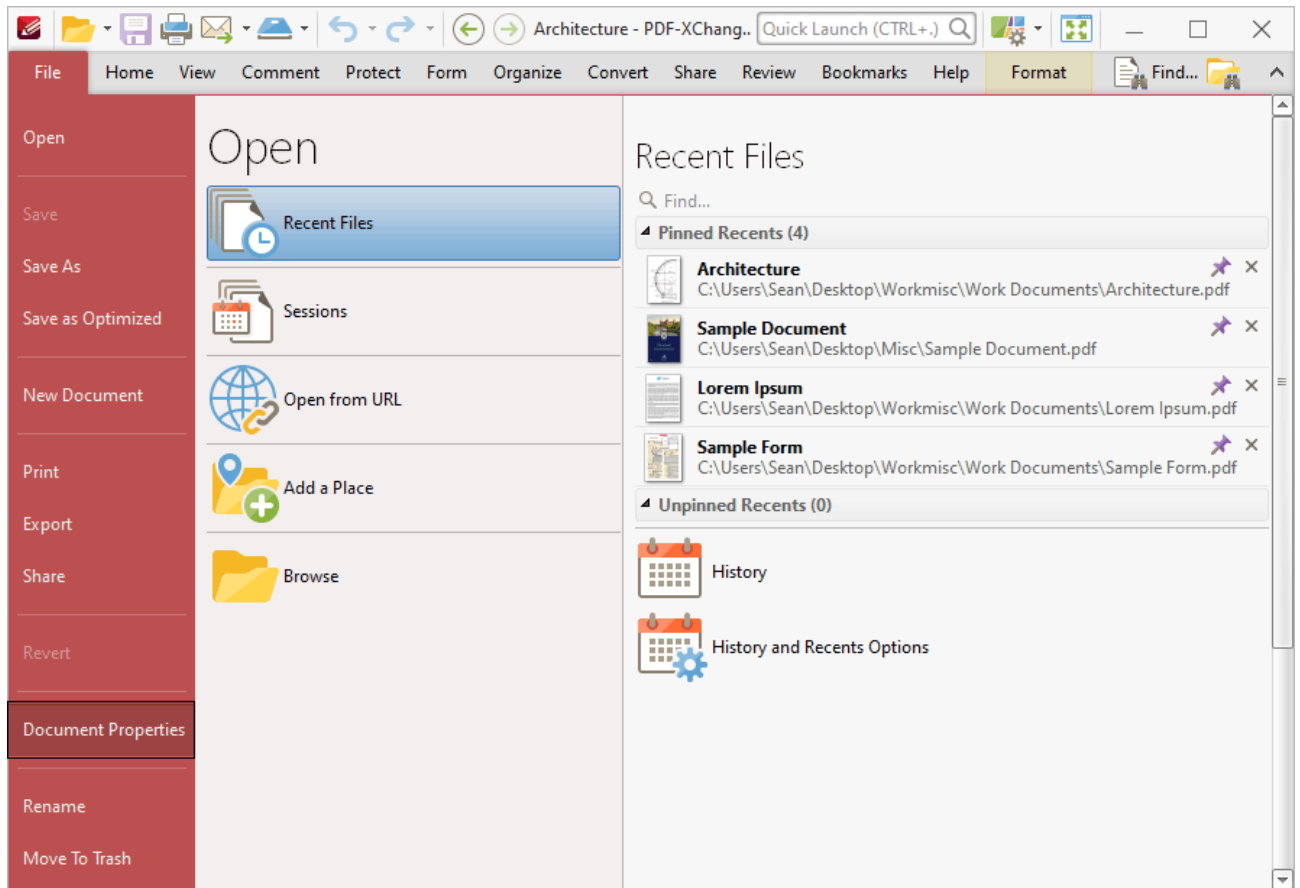 Architecture - PDF-XChang..
Quick Launch (CTRL+.)
File
Home
View
Comment
Protect
Form
Organize
Convert
Share
Review
Bookmarks
Help
Format
Find...
Open
Save
Save As
Save as Optimized
New Document
Print
Export
Share
Revert
Document Properties
Rename
Move To Trash
Open
Recent Files
Sessions
Open from URL
Add a Place
Browse
Recent Files
Find...
Pinned Recents (4)
Architecture
C:\Users\Sean\Desktop\Workmisc\Work Documents\Architecture.pdf
Sample Document
C:\Users\Sean\Desktop\Misc\Sample Document.pdf
Lorem Ipsum
C:\Users\Sean\Desktop\Workmisc\Work Documents\Lorem Ipsum.pdf
Sample Form
C:\Users\Sean\Desktop\Workmisc\Work Documents\Sample Form.pdf
Unpinned Recents (0)
History
History and Recents Options